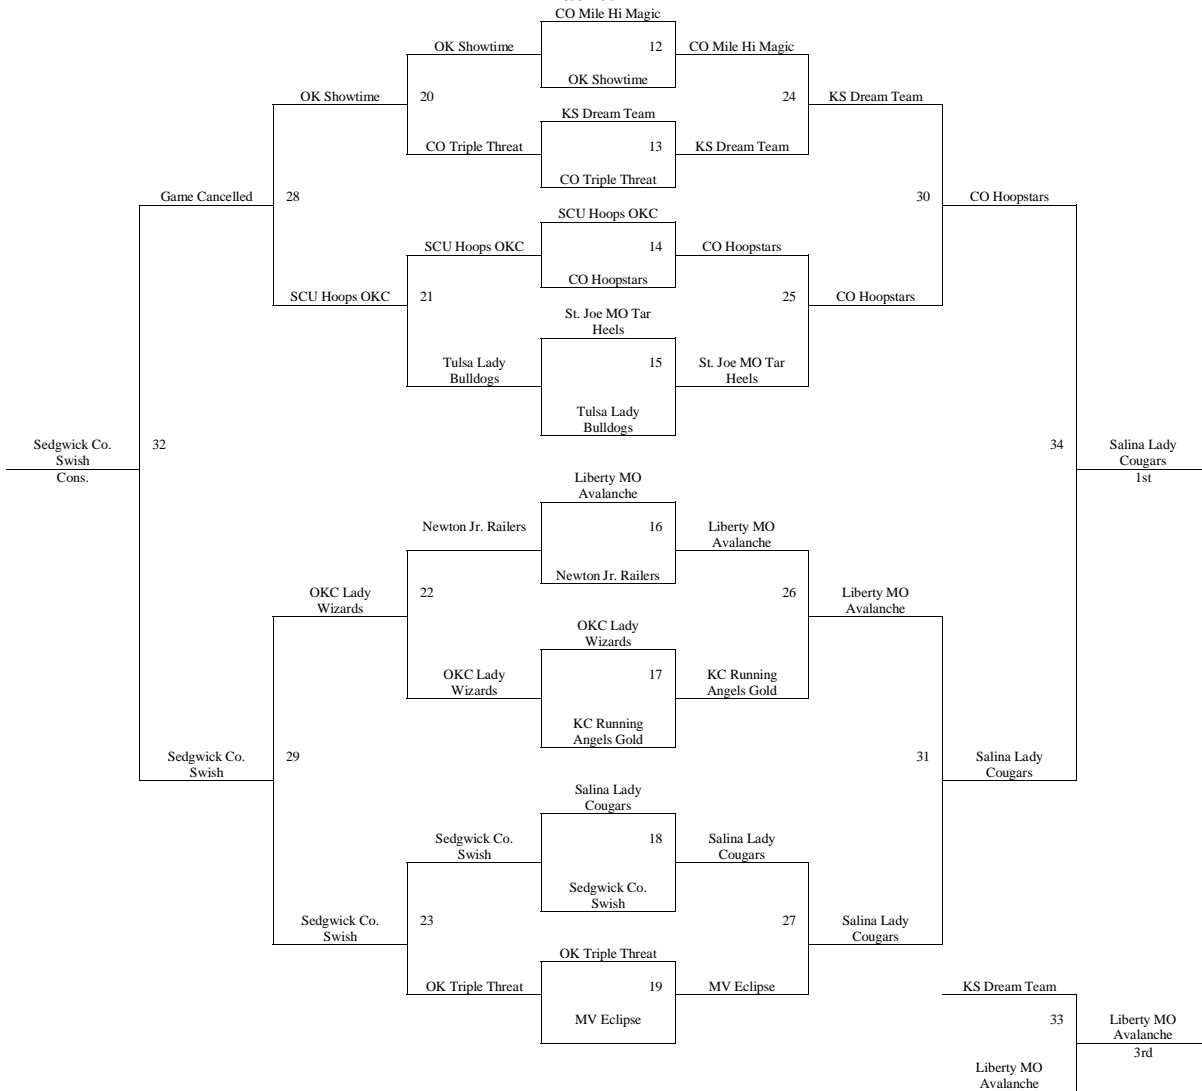 CO Mile Hi Magic
OK Showtime
12
CO Mile Hi Magic
OK Showtime
OK Showtime
20
24
KS Dream Team
KS Dream Team
CO Triple Threat
13
KS Dream Team
CO Triple Threat
Game Cancelled
28
30
CO Hoopstars
SCU Hoops OKC
SCU Hoops OKC
14
CO Hoopstars
CO Hoopstars
SCU Hoops OKC
21
25
CO Hoopstars
St. Joe MO Tar
Heels
Tulsa Lady
Bulldogs
15
St. Joe MO Tar
Heels
Tulsa Lady
Bulldogs
Sedgwick Co.
Swish
Cons.
32
34
Salina Lady
Cougars
1st
Liberty MO
Avalanche
Newton Jr. Railers
16
Liberty MO
Avalanche
Newton Jr. Railers
OKC Lady
Wizards
22
26
Liberty MO
Avalanche
OKC Lady
Wizards
OKC Lady
Wizards
17
KC Running
Angels Gold
KC Running
Angels Gold
Sedgwick Co.
Swish
29
31
Salina Lady
Cougars
Salina Lady
Cougars
Sedgwick Co.
Swish
18
Salina Lady
Cougars
Sedgwick Co.
Swish
Sedgwick Co.
Swish
23
27
Salina Lady
Cougars
OK Triple Threat
OK Triple Threat
19
MV Eclipse
MV Eclipse
KS Dream Team
33
Liberty MO
Avalanche
3rd
Liberty MO
Avalanche